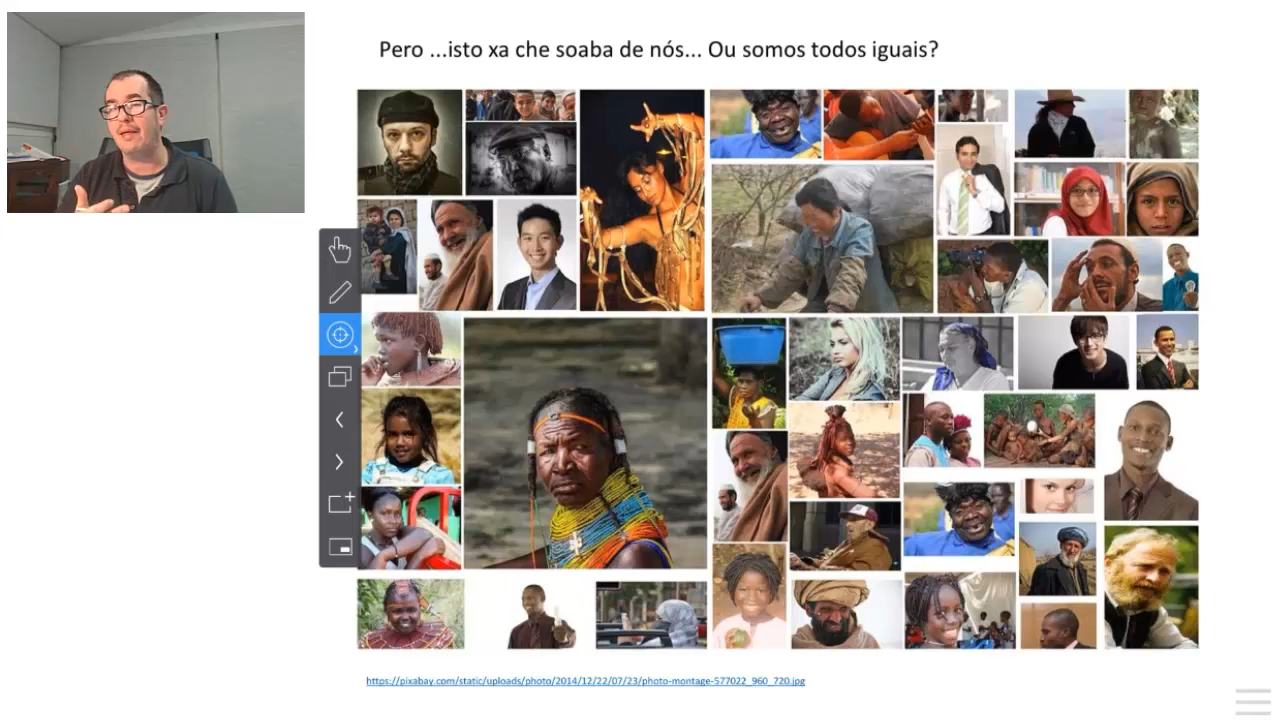 Pero ...isto xa che soaba de nós... Ou somos todos iguais?
https://pixabay.com/static/uploads/photo/2014/12/22/07/23/photo-montage-577022_960_720.jpg